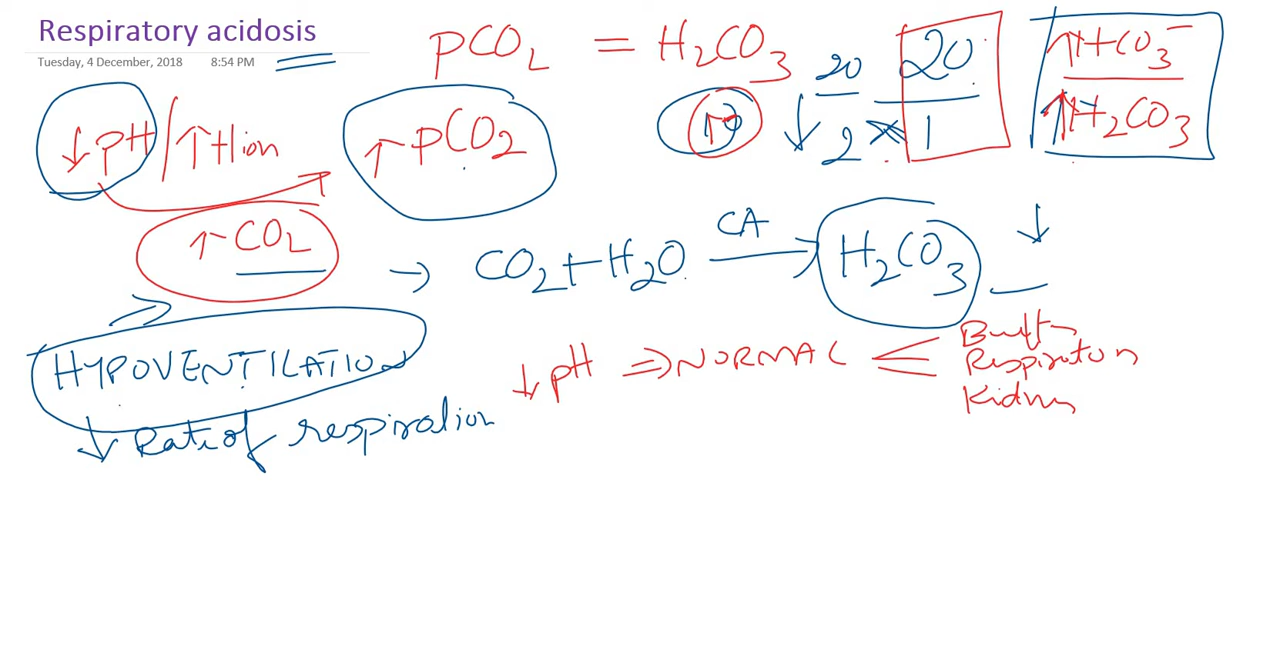 Respiratory acidosis
Tuesday, 4 December, 2018 8:54 PM
pCO2 = H2CO3
20
2
20
1
↑↑HCO3-
↑↑H2CO3
↓ pH / ↑ H ion
↑ pCO2
↑
↓
↑ CO2
→ CO2 + H2O
CA
→ H2CO3
↓
⇒
HYPOVENTILATION
↓ pH ⇒ NORMAL
Respiration
Kidney
↓ Rate of respiration